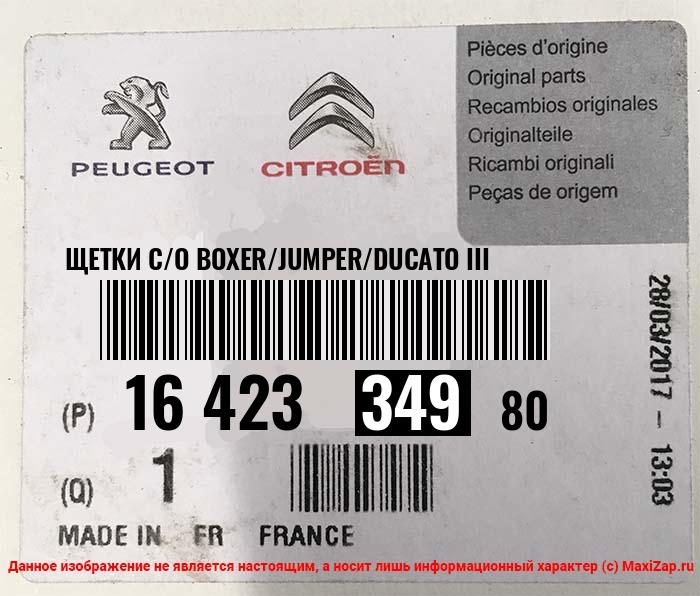 PEUGEOT
CITROËN
Pièces d'origine
Original parts
Recambios originales
Originalteile
Ricambi originali
Peças de origem
ЩЕТКИ С/О BOXER/JUMPER/DUCATO III
28/03/2017 - 13:03
(P) 16 423 349 80
(Q) 1
MADE IN FR FRANCE
Данное изображение не является настоящим, а носит лишь информационный характер (c) MaxiZap.ru